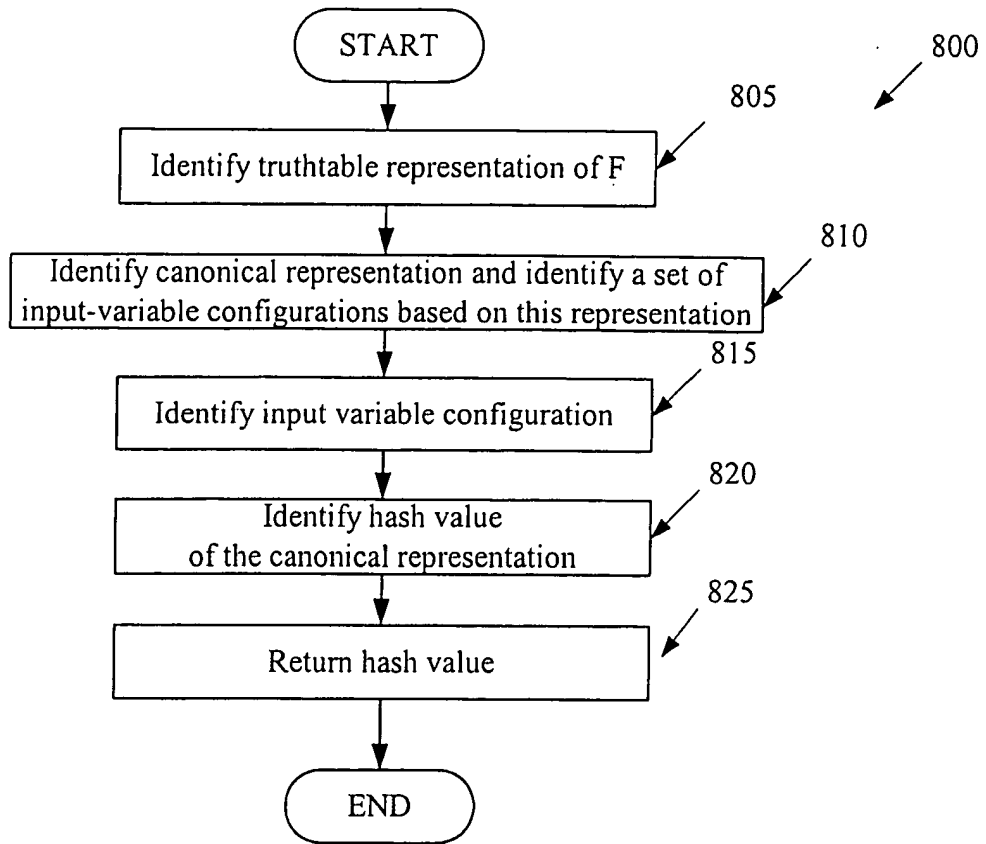 START
800
805
Identify truthtable representation of F
810
Identify canonical representation and identify a set of
input-variable configurations based on this representation
815
Identify input variable configuration
820
Identify hash value
of the canonical representation
825
Return hash value
END